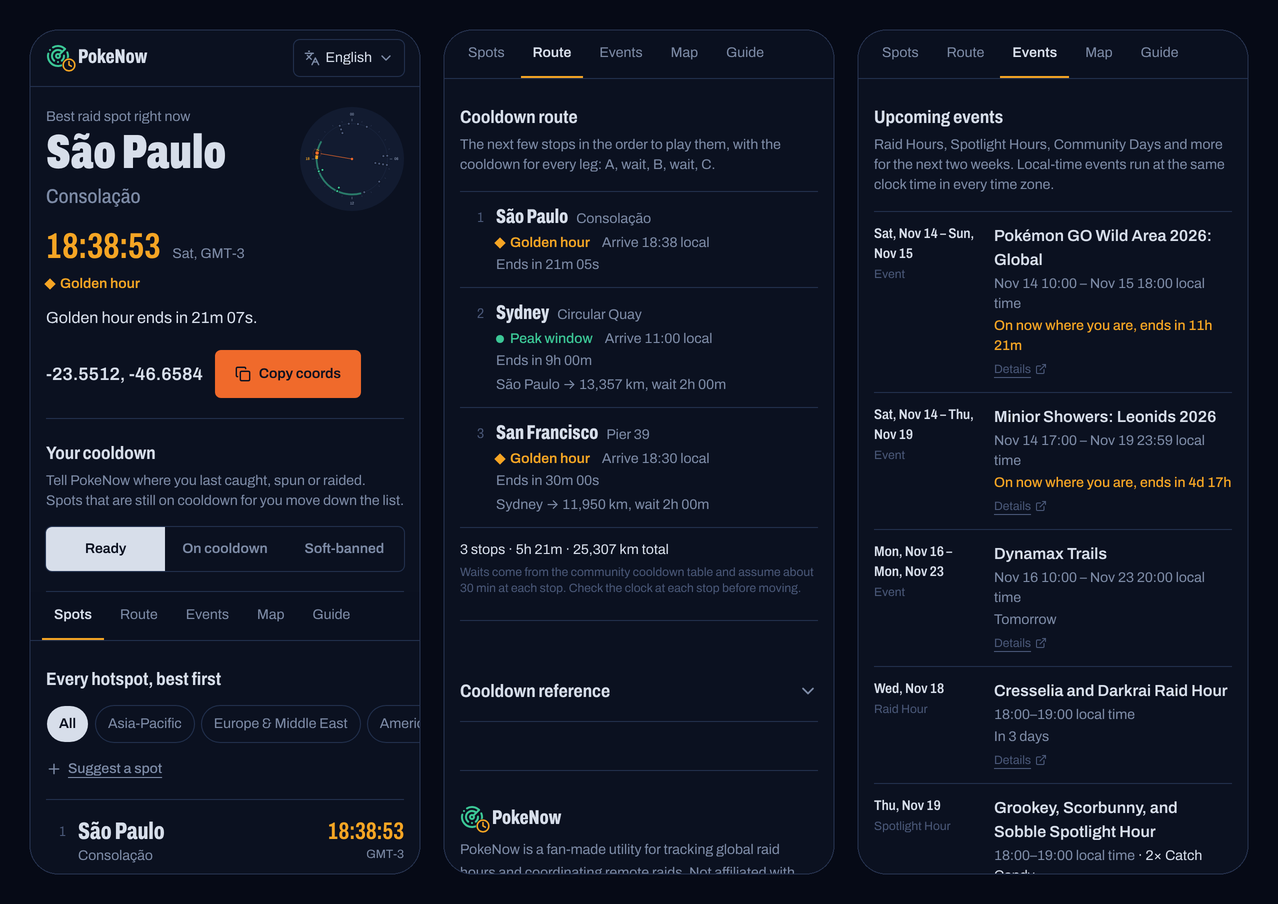 PokeNow
English
Best raid spot right now
São Paulo
Consolação
18:38:53 Sat, GMT-3
Golden hour
Golden hour ends in 21m 07s.
-23.5512, -46.6584
Copy coords
Your cooldown
Tell PokeNow where you last caught, spun or raided.
Spots that are still on cooldown for you move down the list.
Ready On cooldown Soft-banned
Spots Route Events Map Guide
Every hotspot, best first
All Asia-Pacific Europe & Middle East Americ
Suggest a spot
1 São Paulo 18:38:53
Consolação GMT-3
Spots Route Events Map Guide
Cooldown route
The next few stops in the order to play them, with the
cooldown for every leg: A, wait, B, wait, C.
1 São Paulo Consolação
Golden hour Arrive 18:38 local
Ends in 21m 05s
2 Sydney Circular Quay
Peak window Arrive 11:00 local
Ends in 9h 00m
São Paulo → 13,357 km, wait 2h 00m
3 San Francisco Pier 39
Golden hour Arrive 18:30 local
Ends in 30m 00s
Sydney → 11,950 km, wait 2h 00m
3 stops · 5h 21m · 25,307 km total
Waits come from the community cooldown table and assume about
30 min at each stop. Check the clock at each stop before moving.
Cooldown reference
PokeNow
PokeNow is a fan-made utility for tracking global raid
hours and coordinating remote raids. Not affiliated with
Spots Route Events Map Guide
Upcoming events
Raid Hours, Spotlight Hours, Community Days and more
for the next two weeks. Local-time events run at the same
clock time in every time zone.
Sat, Nov 14 – Sun,
Nov 15
Event
Pokémon GO Wild Area 2026:
Global
Nov 14 10:00 – Nov 15 18:00 local
time
On now where you are, ends in 11h
21m
Details
Sat, Nov 14 – Thu,
Nov 19
Event
Minior Showers: Leonids 2026
Nov 14 17:00 – Nov 19 23:59 local
time
On now where you are, ends in 4d 17h
Details
Mon, Nov 16 –
Mon, Nov 23
Event
Dynamax Trails
Nov 16 10:00 – Nov 23 20:00 local
time
Tomorrow
Details
Wed, Nov 18
Raid Hour
Cresselia and Darkrai Raid Hour
18:00–19:00 local time
In 3 days
Details
Thu, Nov 19
Spotlight Hour
Grookey, Scorbunny, and
Sobble Spotlight Hour
18:00–19:00 local time · 2× Catch
Candy